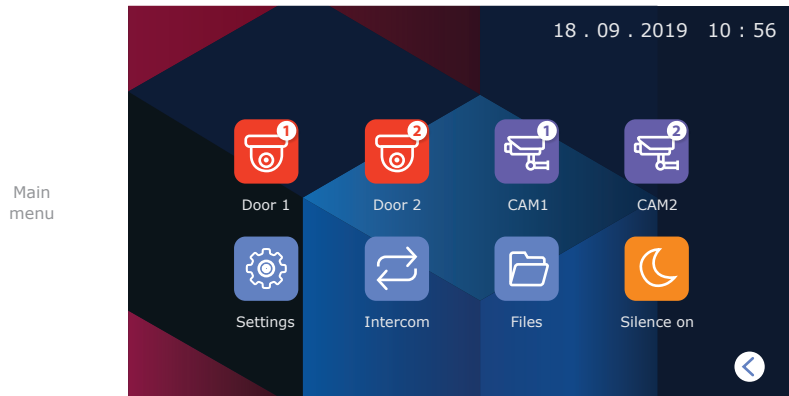 18 . 09 . 2019 10 : 56
1 2 1 2
Door 1 Door 2 CAM1 CAM2
Main
menu
Settings Intercom Files Silence on